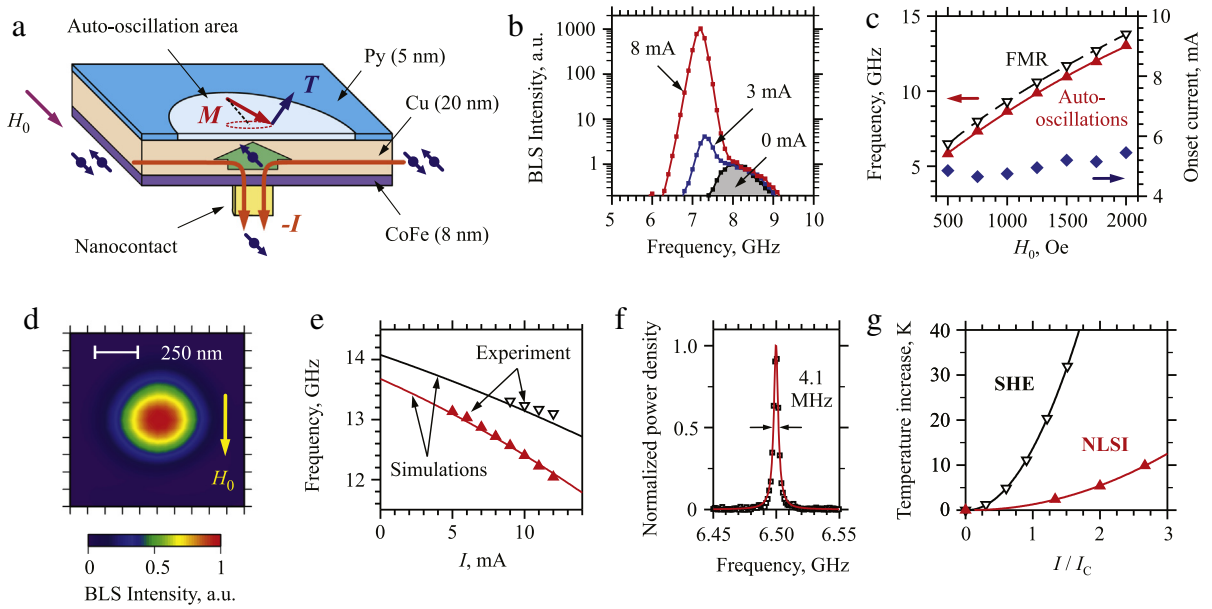 a
Auto-oscillation area
Py (5 nm)
Cu (20 nm)
H0
M
T
-I
Nanocontact
CoFe (8 nm)
b
BLS Intensity, a.u.
1000
100
10
1
8 mA
3 mA
0 mA
5 6 7 8 9 10
Frequency, GHz
c
Frequency, GHz
15
10
5
FMR
Auto-
oscillations
10
9
8
7
6
5
4
Onset current, mA
500 1000 1500 2000
H0, Oe
d
250 nm
H0
0 0.5 1
BLS Intensity, a.u.
e
Frequency, GHz
14
13
12
Experiment
Simulations
0 5 10
I, mA
f
Normalized power density
1.0
0.5
0
4.1
MHz
6.45 6.50 6.55
Frequency, GHz
g
Temperature increase, K
40
30
20
10
0
SHE
NLSI
0 1 2 3
I / IC